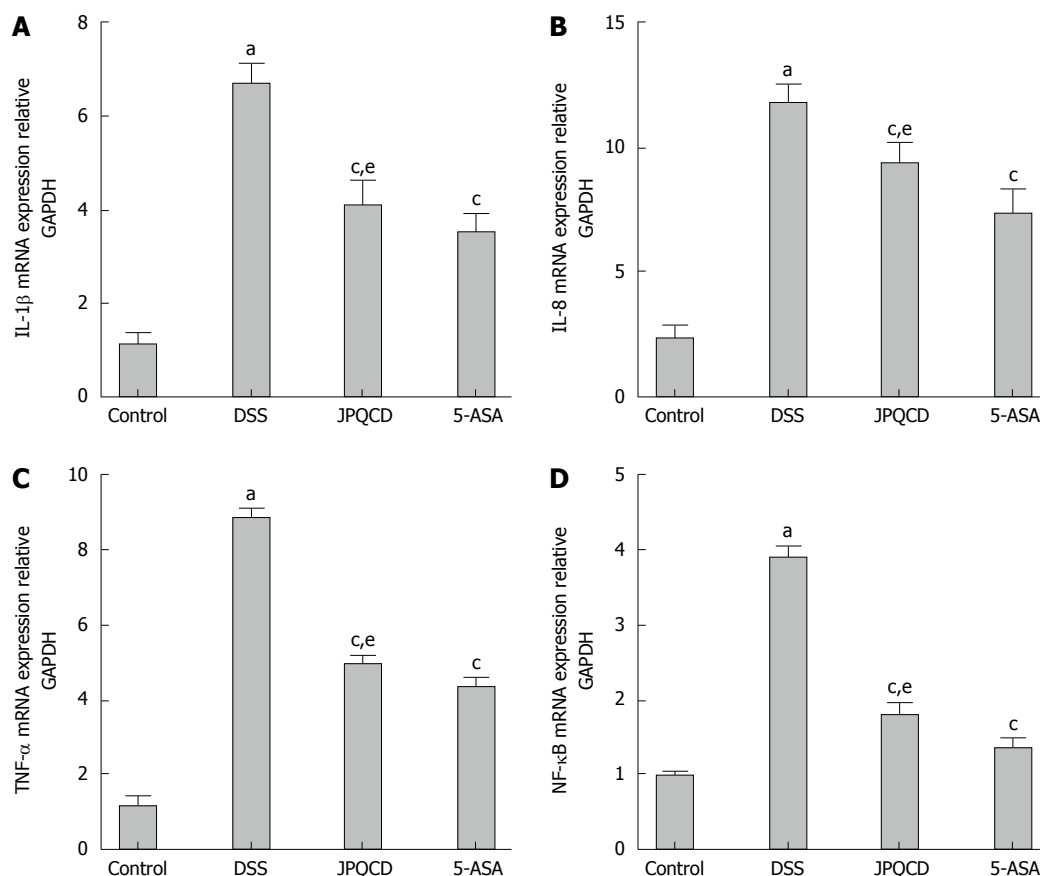 A
IL-1β mRNA expression relative
GAPDH
8
6
4
2
0
a
c,e
c
Control DSS JPQCD 5-ASA
B
IL-8 mRNA expression relative
GAPDH
15
10
5
0
a
c,e
c
Control DSS JPQCD 5-ASA
C
TNF-α mRNA expression relative
GAPDH
10
8
6
4
2
0
a
c,e
c
Control DSS JPQCD 5-ASA
D
NF-κB mRNA expression relative
GAPDH
5
4
3
2
1
0
a
c,e
c
Control DSS JPQCD 5-ASA